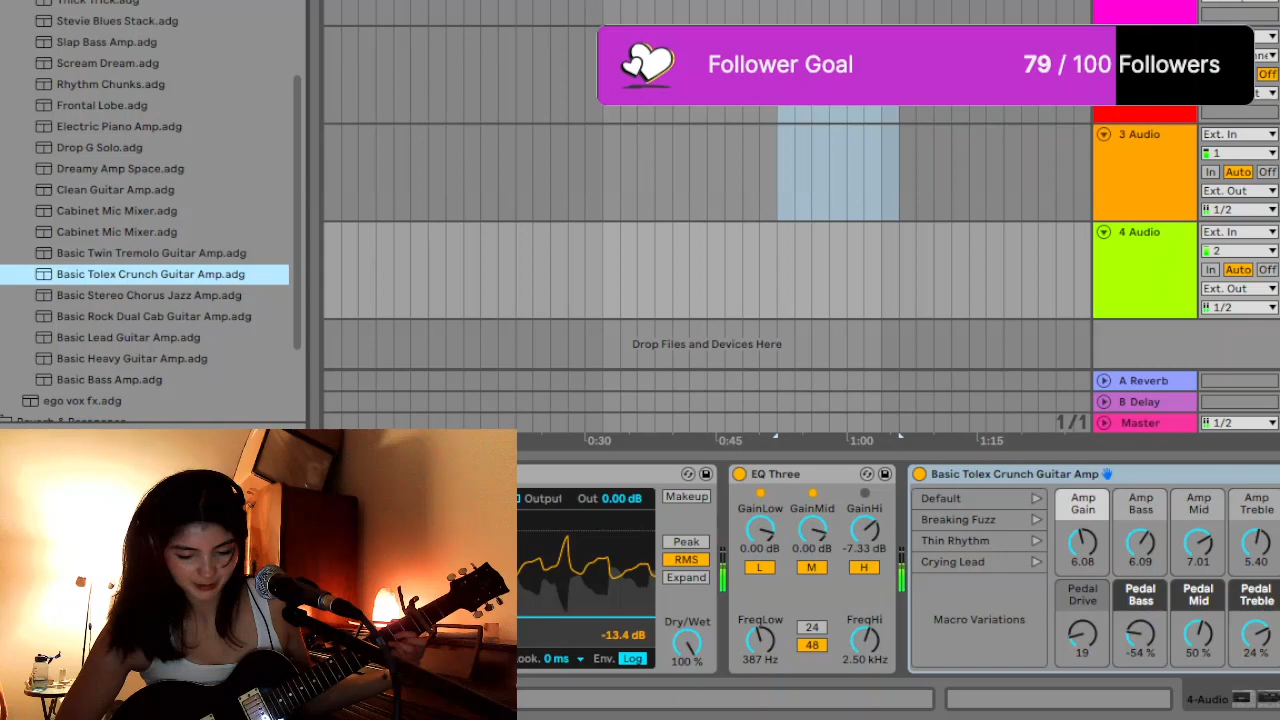 Thick Trick.adg
Stevie Blues Stack.adg
Slap Bass Amp.adg
Scream Dream.adg
Rhythm Chunks.adg
Frontal Lobe.adg
Electric Piano Amp.adg
Drop G Solo.adg
Dreamy Amp Space.adg
Clean Guitar Amp.adg
Cabinet Mic Mixer.adg
Cabinet Mic Mixer.adg
Basic Twin Tremolo Guitar Amp.adg
Basic Tolex Crunch Guitar Amp.adg
Basic Stereo Chorus Jazz Amp.adg
Basic Rock Dual Cab Guitar Amp.adg
Basic Lead Guitar Amp.adg
Basic Heavy Guitar Amp.adg
Basic Bass Amp.adg
ego vox fx.adg
Follower Goal 79 / 100 Followers
Off
3 Audio Ext. In
1
In Auto Off
Ext. Out
1/2
4 Audio Ext. In
2
In Auto Off
Ext. Out
1/2
Drop Files and Devices Here
A Reverb
B Delay
1/1 Master 1/2
0:30 0:45 1:00 1:15
Output Out 0.00 dB
Makeup
Peak
RMS
Expand
Dry/Wet
100 %
-13.4 dB
ook. 0 ms Env. Log
EQ Three
GainLow GainMid GainHi
0.00 dB 0.00 dB -7.33 dB
L M H
FreqLow 24 FreqHi
48
387 Hz 2.50 kHz
Basic Tolex Crunch Guitar Amp
Default
Breaking Fuzz
Thin Rhythm
Crying Lead
Macro Variations
Amp Gain Amp Bass Amp Mid Amp Treble
6.08 6.09 7.01 5.40
Pedal Drive Pedal Bass Pedal Mid Pedal Treble
19 -54 % 50 % 24 %
4-Audio